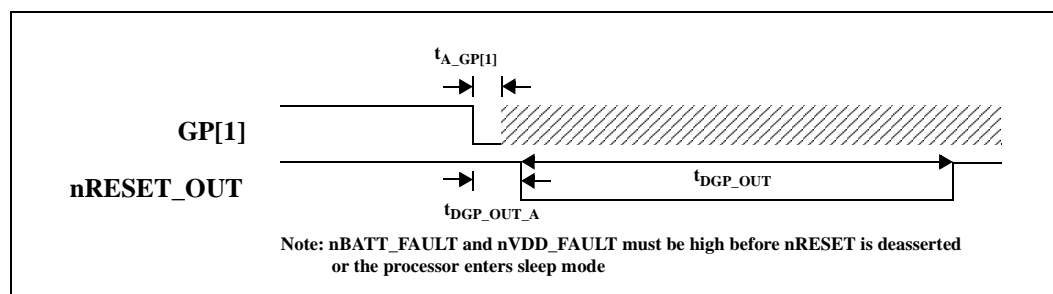 tA_GP[1]
GP[1]
nRESET_OUT
tDGP_OUT
tDGP_OUT_A
Note: nBATT_FAULT and nVDD_FAULT must be high before nRESET is deasserted
or the processor enters sleep mode